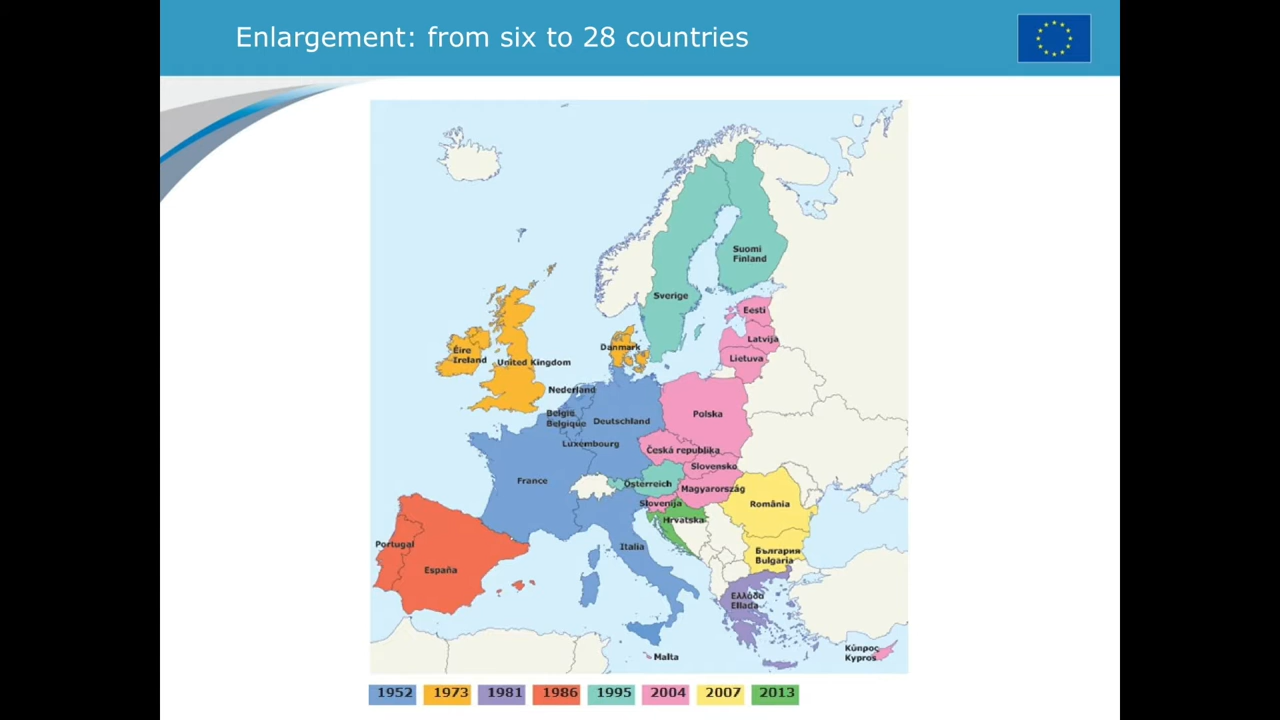 Enlargement: from six to 28 countries
Suomi
Finland
Sverige
Eesti
Latvija
Lietuva
Danmark
Éire
Ireland
United Kingdom
Nederland
België
Belgique
Deutschland
Luxembourg
Polska
Česká republika
Slovensko
Österreich
Magyarország
France
Slovenija
Hrvatska
România
Portugal
España
Italia
България
Bulgaria
Ελλάδα
Ellada
Malta
Κύπρος
Kypros
1952 1973 1981 1986 1995 2004 2007 2013